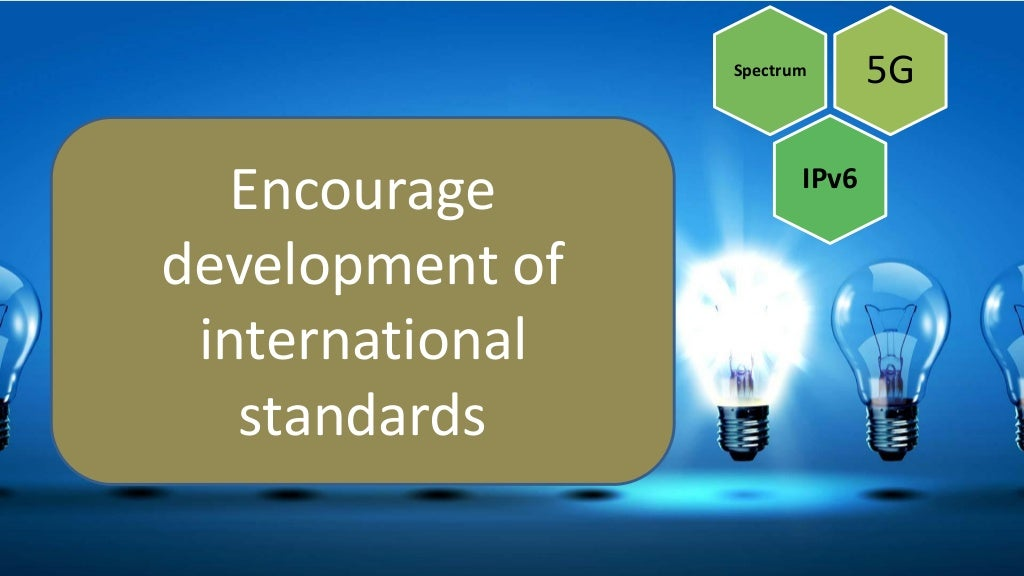 Spectrum
5G
IPv6
Encourage
development of
international
standards